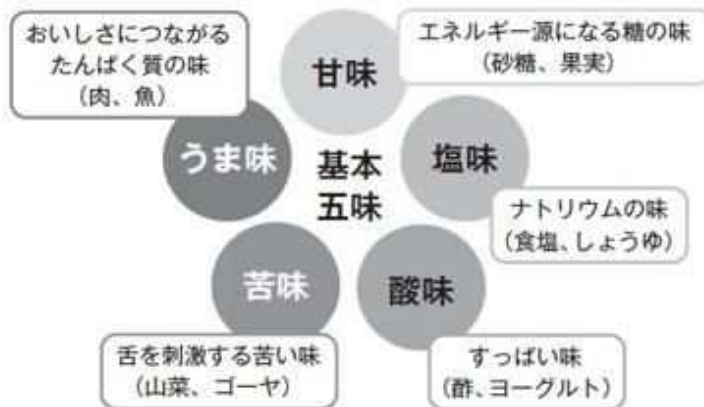 おいしさにつながる
たんぱく質の味
（肉、魚）
甘味
エネルギー源になる糖の味
（砂糖、果実）
うま味
基本
五味
塩味
ナトリウムの味
（食塩、しょうゆ）
苦味
酸味
舌を刺激する苦い味
（山菜、ゴーヤ）
すっぱい味
（酢、ヨーグルト）